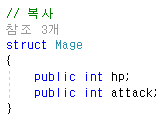 // 복사
참조 3개
struct Mage
{
    public int hp;
    public int attack;
}